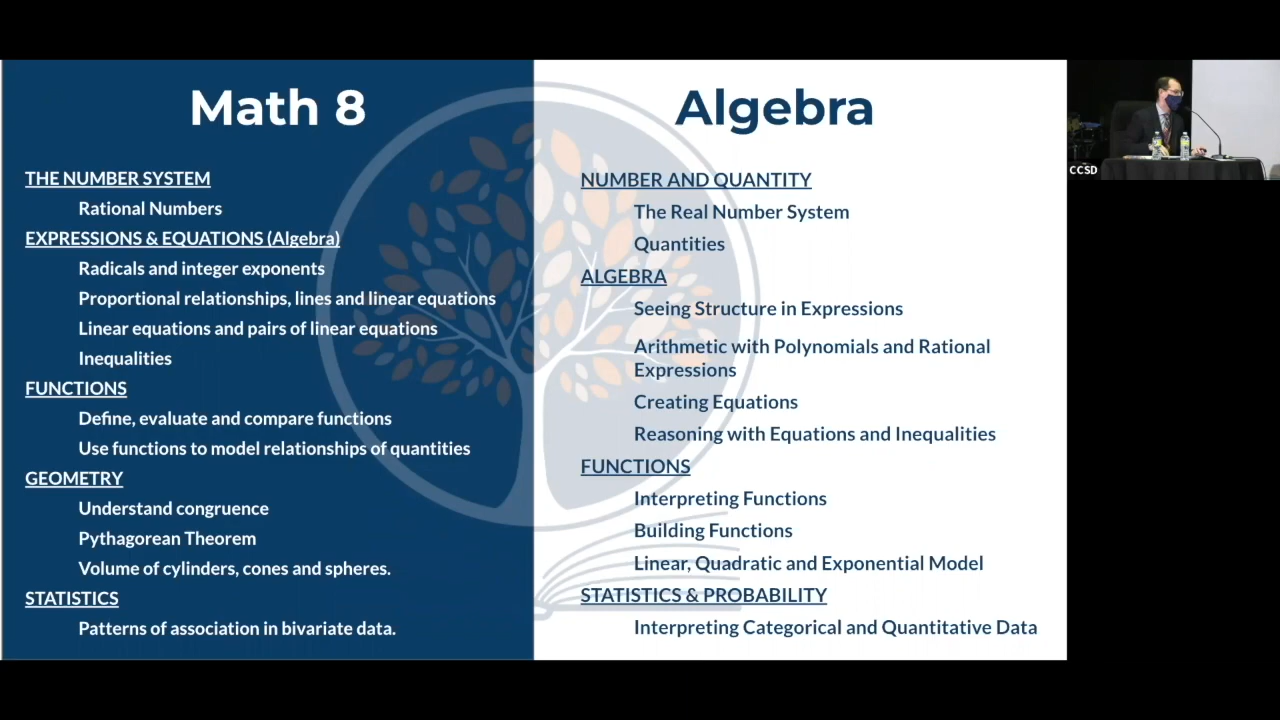 Math 8
THE NUMBER SYSTEM
Rational Numbers
EXPRESSIONS & EQUATIONS (Algebra)
Radicals and integer exponents
Proportional relationships, lines and linear equations
Linear equations and pairs of linear equations
Inequalities
FUNCTIONS
Define, evaluate and compare functions
Use functions to model relationships of quantities
GEOMETRY
Understand congruence
Pythagorean Theorem
Volume of cylinders, cones and spheres.
STATISTICS
Patterns of association in bivariate data.
Algebra
NUMBER AND QUANTITY
The Real Number System
Quantities
ALGEBRA
Seeing Structure in Expressions
Arithmetic with Polynomials and Rational
Expressions
Creating Equations
Reasoning with Equations and Inequalities
FUNCTIONS
Interpreting Functions
Building Functions
Linear, Quadratic and Exponential Model
STATISTICS & PROBABILITY
Interpreting Categorical and Quantitative Data
CCSD